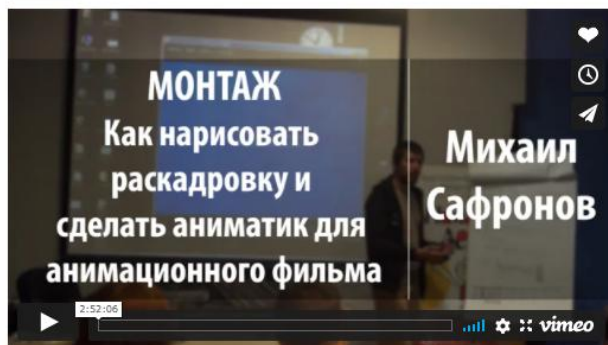 МОНТАЖ
Как нарисовать
раскадровку и
сделать аниматик для
анимационного фильма
Михаил
Сафронов
2:52:06
vimeo